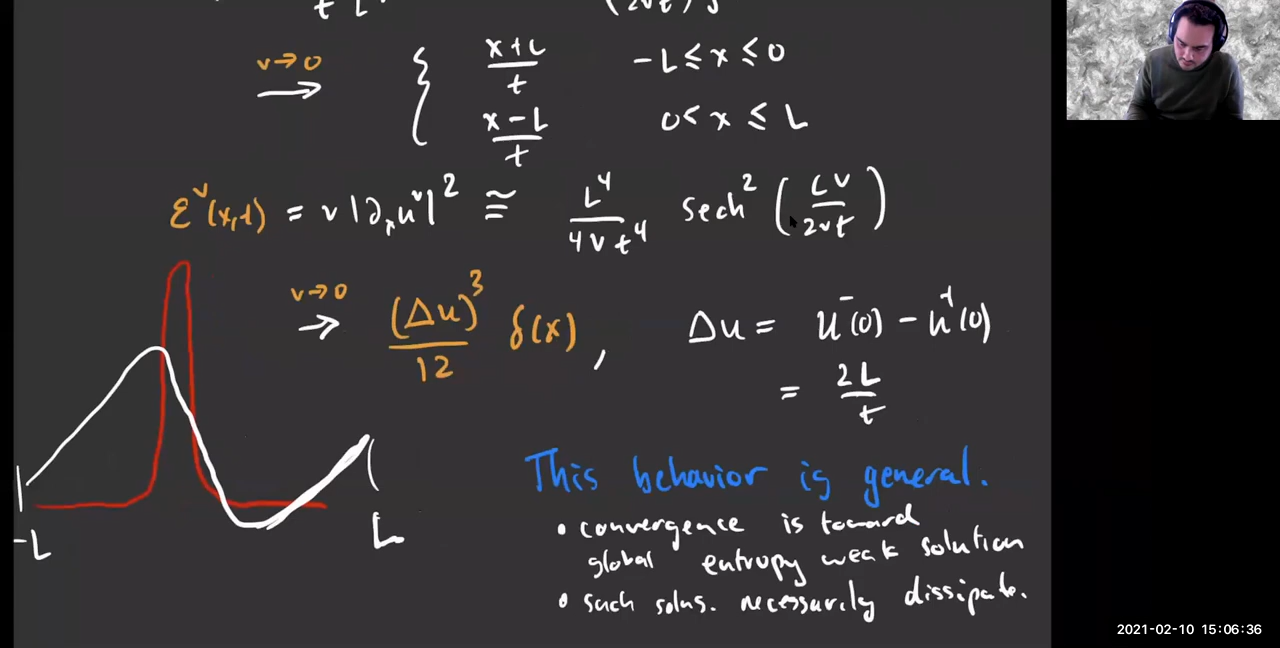 ν→0 → { x+L/t -L ≤ x ≤ 0
x-L/t 0 < x ≤ L
ε^ν(x,t) = ν|∂ₓu^ν|² ≅ L⁴/4νt⁴ sech² (Lν/2νt)
ν→0 → (Δu)³/12 δ(x), Δu = u⁻(0) - u⁺(0)
= 2L/t
This behavior is general.
• convergence is toward
global entropy weak solution
• such solns. necessarily dissipate.
-L L
2021-02-10 15:06:36